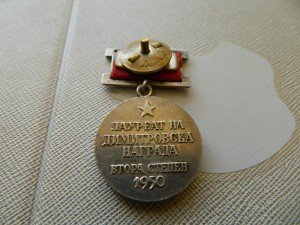 ЛАУРЕАТ НА
ДИМИТРОВСКА
НАГРАДА
ВТОРА СТЕПЕН
1950